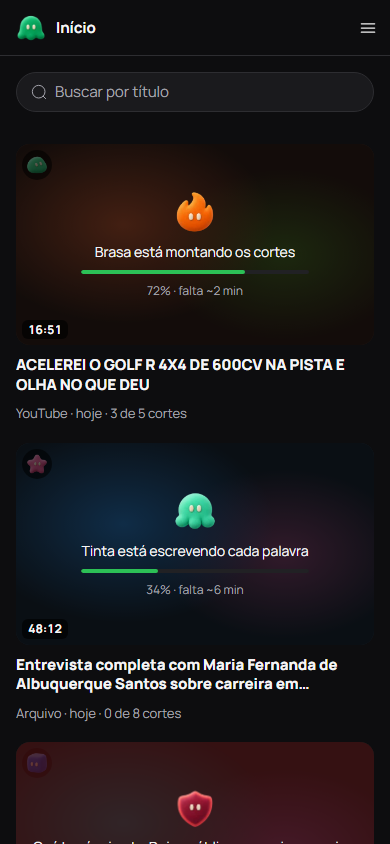 Início
Buscar por título
Brasa está montando os cortes
72% · falta ~2 min
16:51
ACELEREI O GOLF R 4X4 DE 600CV NA PISTA E
OLHA NO QUE DEU
YouTube · hoje · 3 de 5 cortes
Tinta está escrevendo cada palavra
34% · falta ~6 min
48:12
Entrevista completa com Maria Fernanda de
Albuquerque Santos sobre carreira em…
Arquivo · hoje · 0 de 8 cortes